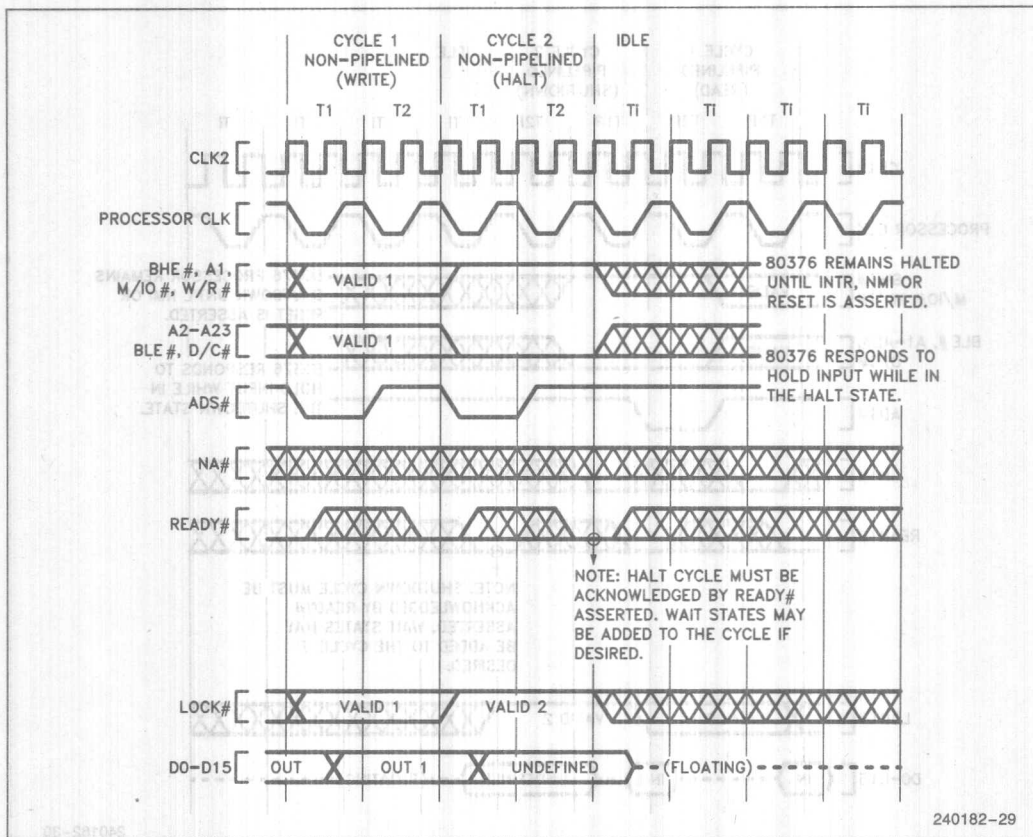 CYCLE 1 CYCLE 2 IDLE
NON-PIPELINED NON-PIPELINED
(WRITE) (HALT)
T1 T2 T1 T2 Ti Ti Ti Ti
CLK2
PROCESSOR CLK
BHE#, A1,
M/IO#, W/R#
VALID 1
80376 REMAINS HALTED
UNTIL INTR, NMI OR
RESET IS ASSERTED.
A2-A23
BLE#, D/C#
VALID 1
80376 RESPONDS TO
HOLD INPUT WHILE IN
THE HALT STATE.
ADS#
NA#
READY#
NOTE: HALT CYCLE MUST BE
ACKNOWLEDGED BY READY#
ASSERTED. WAIT STATES MAY
BE ADDED TO THE CYCLE IF
DESIRED.
LOCK# VALID 1 VALID 2
D0-D15 OUT OUT 1 UNDEFINED (FLOATING)
240182-29